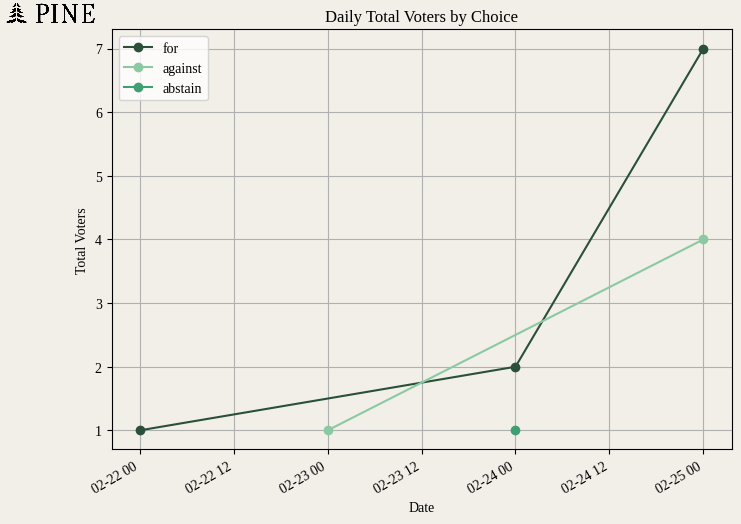 PINE
Daily Total Voters by Choice
for
against
abstain
7
6
5
4
3
2
1
Total Voters
02-22 00
02-22 12
02-23 00
02-23 12
02-24 00
02-24 12
02-25 00
Date